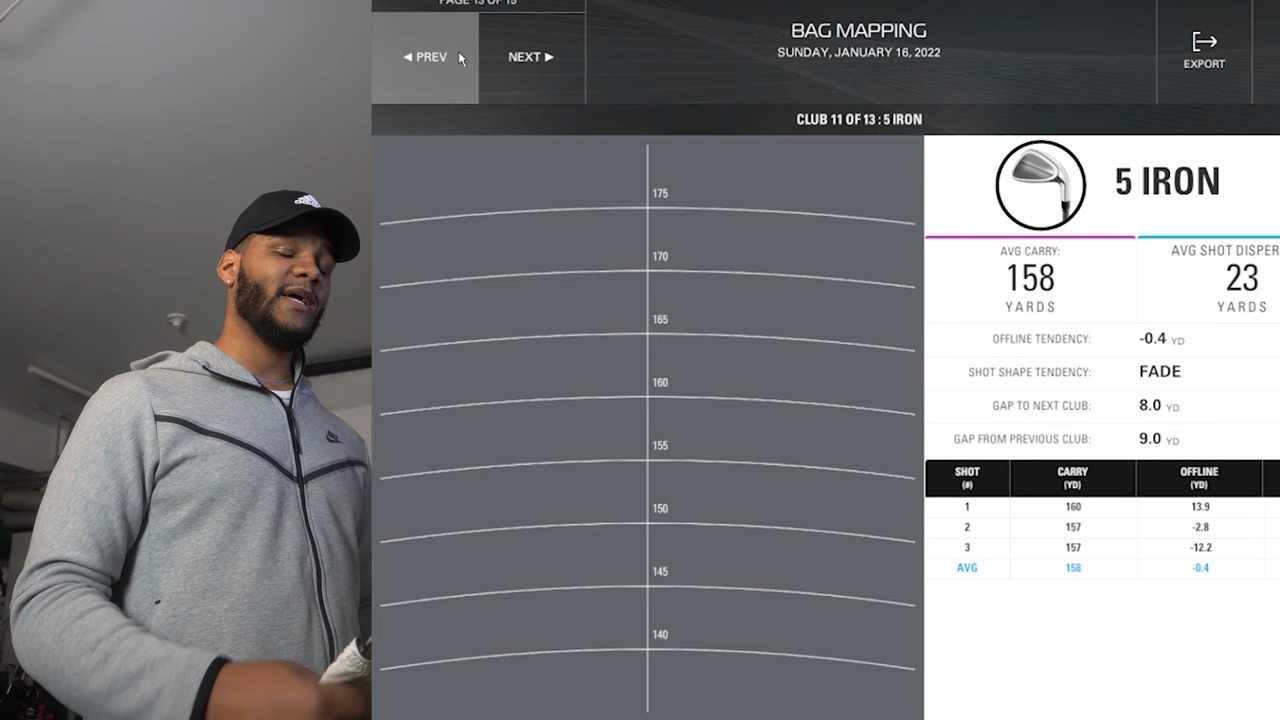 PAGE 13 OF 15
◀ PREV
NEXT ▶
BAG MAPPING
SUNDAY, JANUARY 16, 2022
EXPORT
CLUB 11 OF 13 : 5 IRON
175
170
165
160
155
150
145
140
5 IRON
AVG CARRY:
158
YARDS
AVG SHOT DISPER
23
YARDS
OFFLINE TENDENCY: -0.4 YD
SHOT SHAPE TENDENCY: FADE
GAP TO NEXT CLUB: 8.0 YD
GAP FROM PREVIOUS CLUB: 9.0 YD
SHOT CARRY OFFLINE
(#) (YD) (YD)
1 160 13.9
2 157 -2.8
3 157 -12.2
AVG 158 -0.4